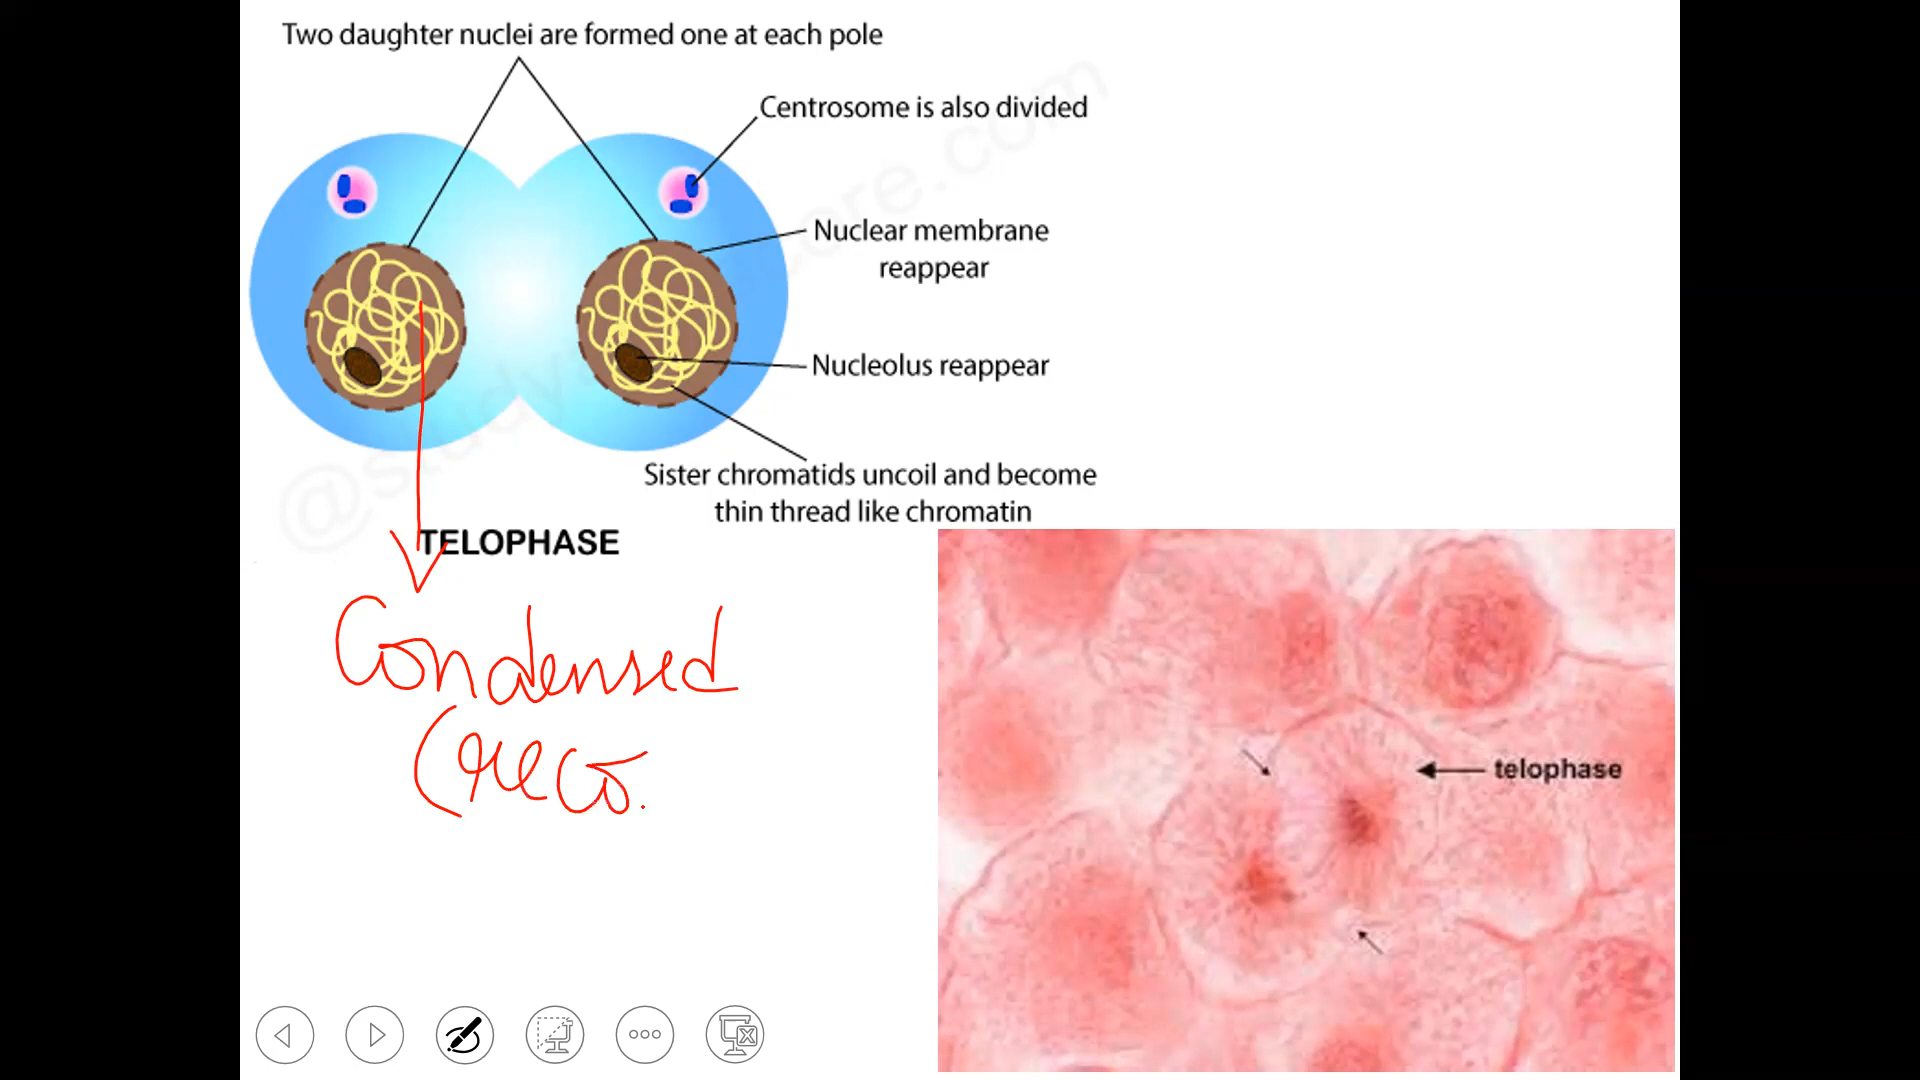 Two daughter nuclei are formed one at each pole
Centrosome is also divided
Nuclear membrane
reappear
Nucleolus reappear
Sister chromatids uncoil and become
thin thread like chromatin
TELOPHASE
Condensed
telophase